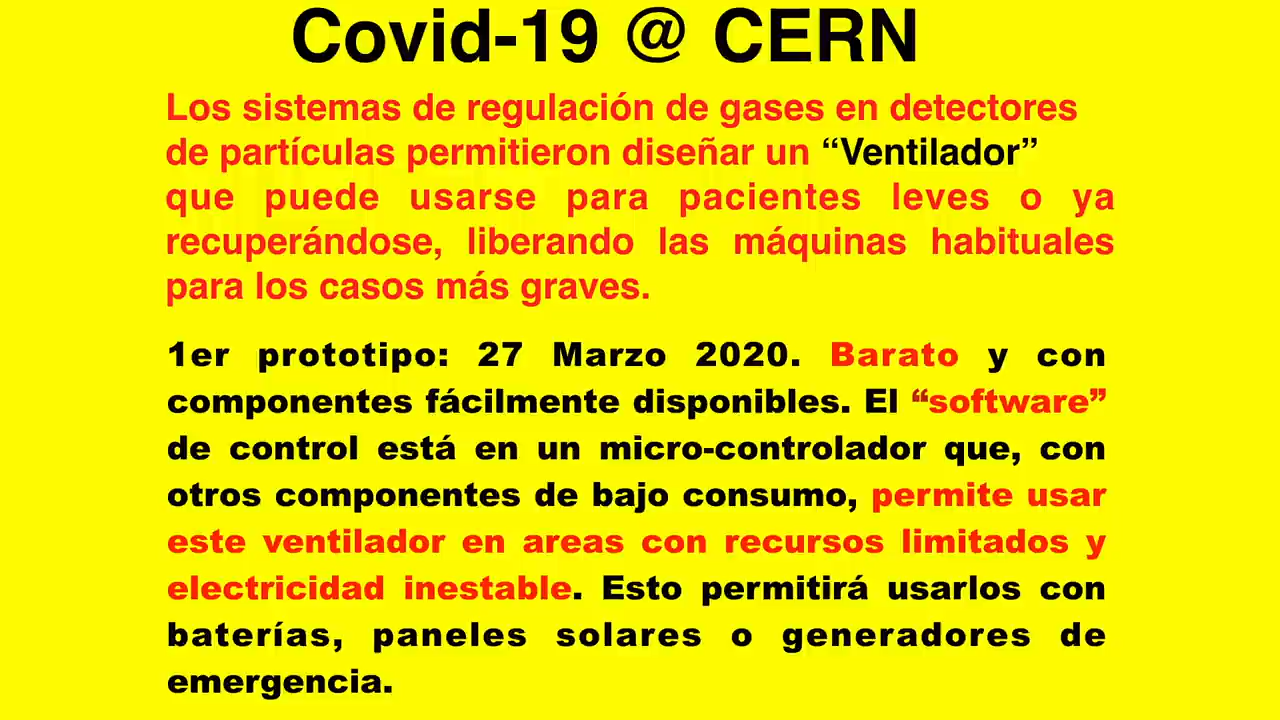 Covid-19 @ CERN
Los sistemas de regulación de gases en detectores
de partículas permitieron diseñar un “Ventilador”
que puede usarse para pacientes leves o ya
recuperándose, liberando las máquinas habituales
para los casos más graves.
1er prototipo: 27 Marzo 2020. Barato y con
componentes fácilmente disponibles. El “software”
de control está en un micro-controlador que, con
otros componentes de bajo consumo, permite usar
este ventilador en areas con recursos limitados y
electricidad inestable. Esto permitirá usarlos con
baterías, paneles solares o generadores de
emergencia.